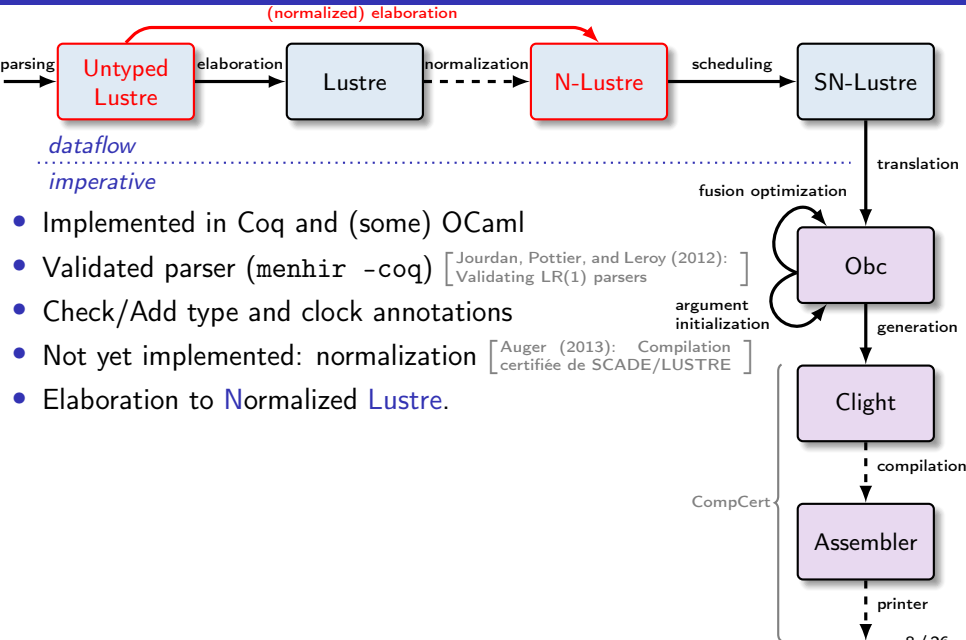 (normalized) elaboration
parsing
Untyped
Lustre
elaboration
Lustre
normalization
N-Lustre
scheduling
SN-Lustre
dataflow
imperative
translation
fusion optimization
• Implemented in Coq and (some) OCaml
• Validated parser (menhir -coq) [Jourdan, Pottier, and Leroy (2012):
Validating LR(1) parsers]
Obc
• Check/Add type and clock annotations
argument
initialization
generation
• Not yet implemented: normalization [Auger (2013): Compilation
certifiée de SCADE/LUSTRE]
• Elaboration to Normalized Lustre.
Clight
compilation
CompCert
Assembler
printer